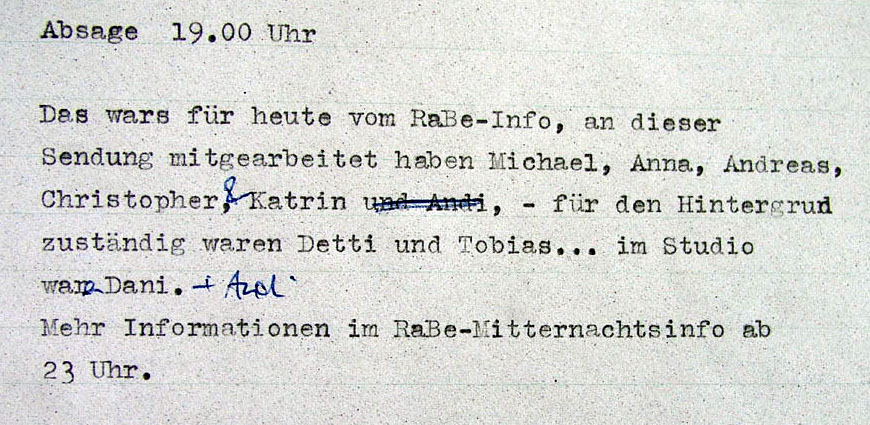 Absage 19.00 Uhr
Das wars für heute vom RaBe-Info, an dieser
Sendung mitgearbeitet haben Michael, Anna, Andreas,
Christopher, & Katrin und Andi, - für den Hintergrud
zuständig waren Detti und Tobias... im Studio
waren Dani. +
Mehr Informationen im RaBe-Mitternachtsinfo ab
23 Uhr.